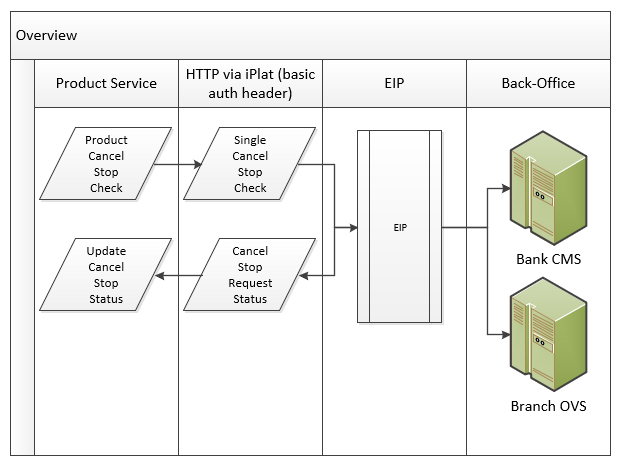 Overview
Product Service
HTTP via iPlat (basic
auth header)
EIP
Back-Office
Product
Cancel
Stop
Check
Single
Cancel
Stop
Check
EIP
Bank CMS
Update
Cancel
Stop
Status
Cancel
Stop
Request
Status
Branch OVS